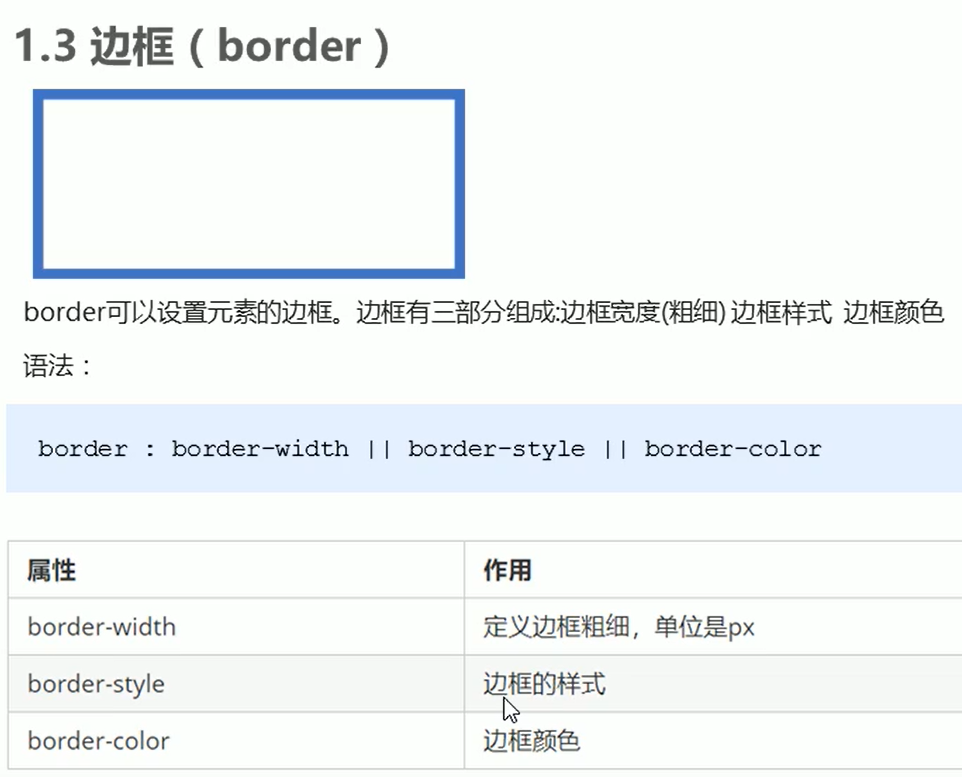 1.3 边框（border）
border可以设置元素的边框。边框有三部分组成:边框宽度(粗细) 边框样式 边框颜色
语法：
border : border-width || border-style || border-color
属性 作用
border-width 定义边框粗细，单位是px
border-style 边框的样式
border-color 边框颜色